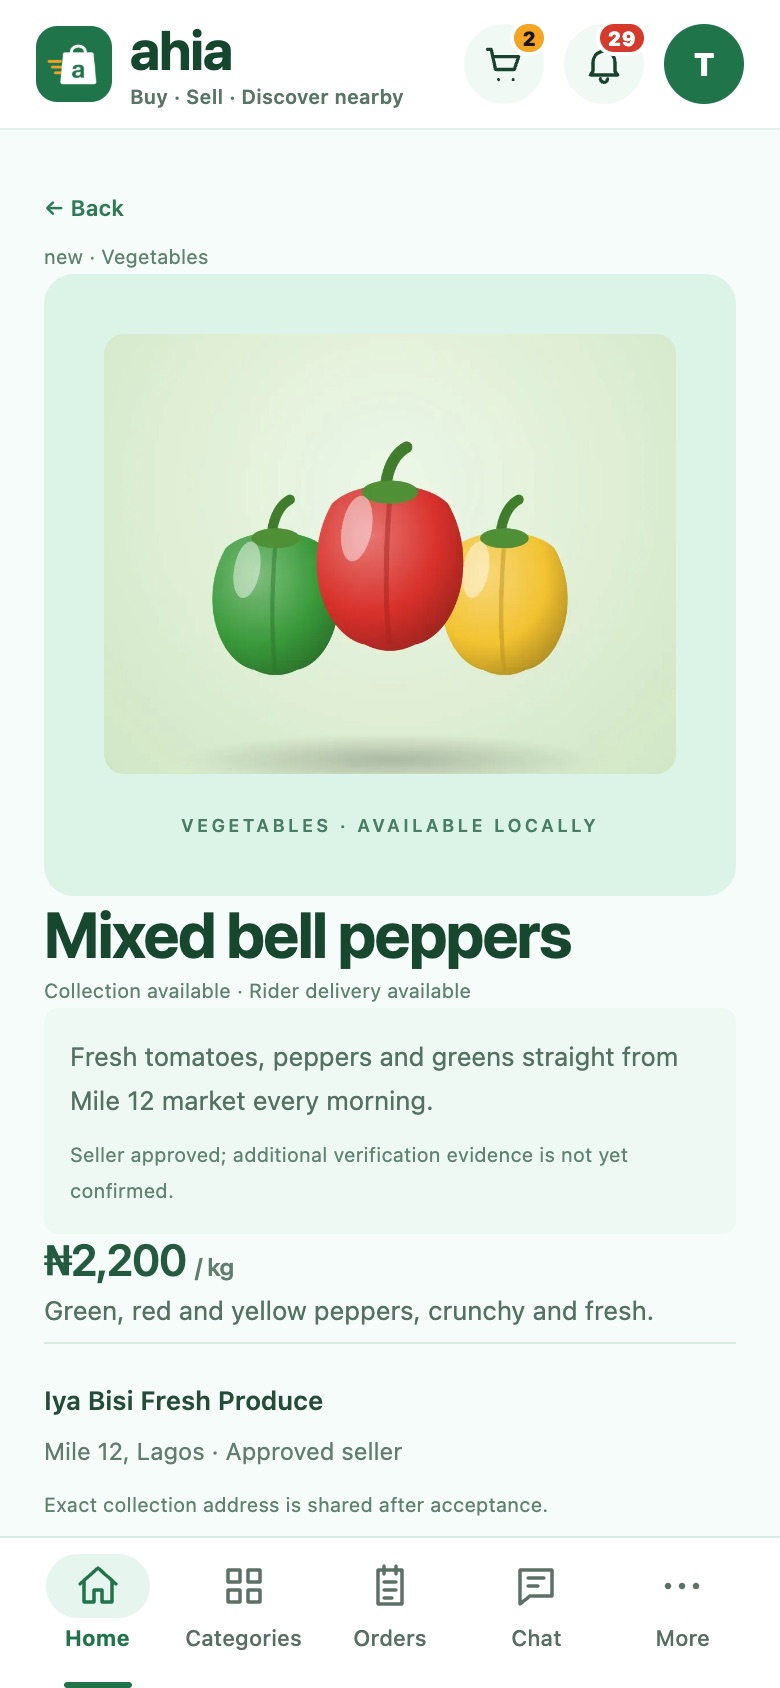 ahia
Buy · Sell · Discover nearby
a
2
29
T
← Back
new · Vegetables
VEGETABLES · AVAILABLE LOCALLY
Mixed bell peppers
Collection available · Rider delivery available
Fresh tomatoes, peppers and greens straight from
Mile 12 market every morning.
Seller approved; additional verification evidence is not yet
confirmed.
₦2,200 / kg
Green, red and yellow peppers, crunchy and fresh.
Iya Bisi Fresh Produce
Mile 12, Lagos · Approved seller
Exact collection address is shared after acceptance.
Home
Categories
Orders
Chat
More